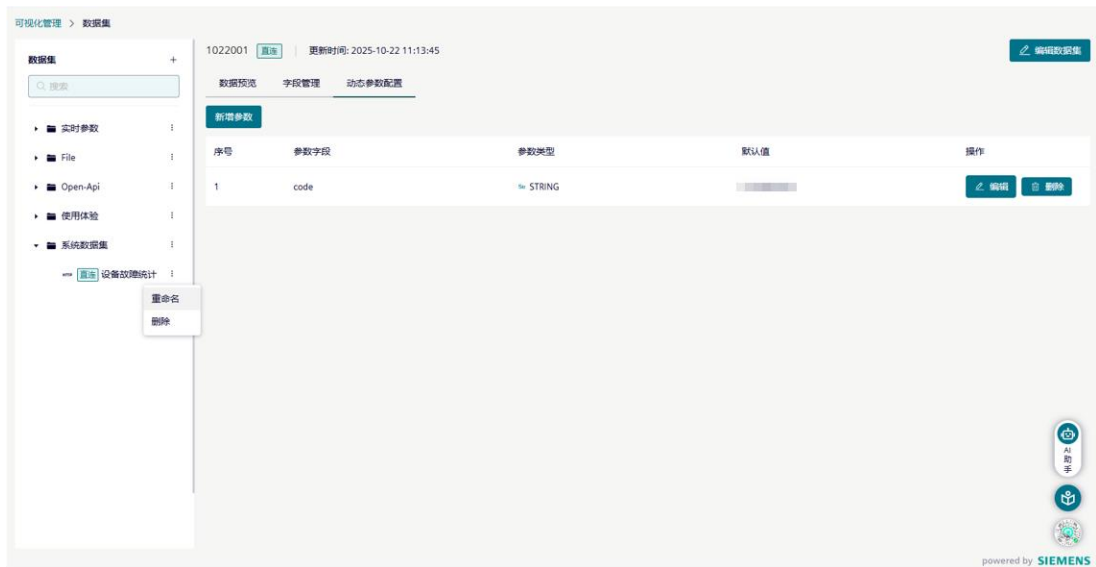 可视化管理 > 数据集
数据集 +
搜索
实时参数
File
Open-Api
使用体验
系统数据集
直连 设备故障统计
重命名
删除
1022001 直连 更新时间: 2025-10-22 11:13:45
编辑数据集
数据预览 字段管理 动态参数配置
新增参数
序号 参数字段 参数类型 默认值 操作
1 code STRING 编辑 删除
AI
助
手
powered by SIEMENS